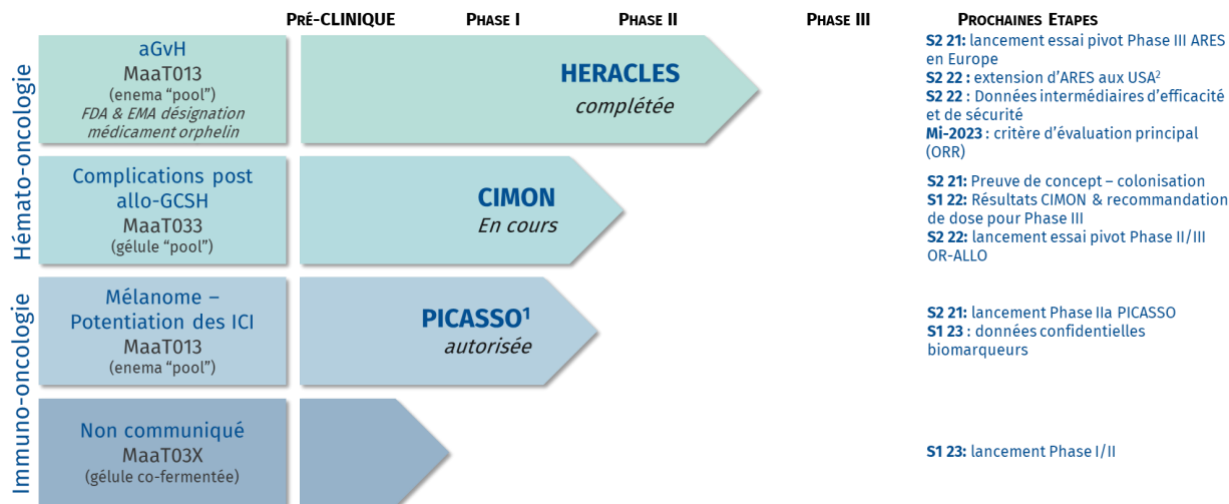 PRÉ-CLINIQUE
PHASE I
PHASE II
PHASE III
PROCHAINES ETAPES
Hémato-oncologie
aGvH
MaaT013
(enema “pool”)
FDA & EMA désignation
médicament orphelin
HERACLES
complétée
S2 21: lancement essai pivot Phase III ARES
en Europe
S2 22 : extension d’ARES aux USA²
S2 22 : Données intermédiaires d’efficacité
et de sécurité
Mi-2023 : critère d’évaluation principal
(ORR)
Complications post
allo-GCSH
MaaT033
(gélule “pool”)
CIMON
En cours
S2 21: Preuve de concept – colonisation
S1 22: Résultats CIMON & recommandation
de dose pour Phase III
S2 22: lancement essai pivot Phase II/III
OR-ALLO
Immuno-oncologie
Mélanome –
Potentiation des ICI
MaaT013
(enema “pool”)
PICASSO¹
autorisée
S2 21: lancement Phase IIa PICASSO
S1 23 : données confidentielles
biomarqueurs
Non communiqué
MaaT03X
(gélule co-fermentée)
S1 23: lancement Phase I/II